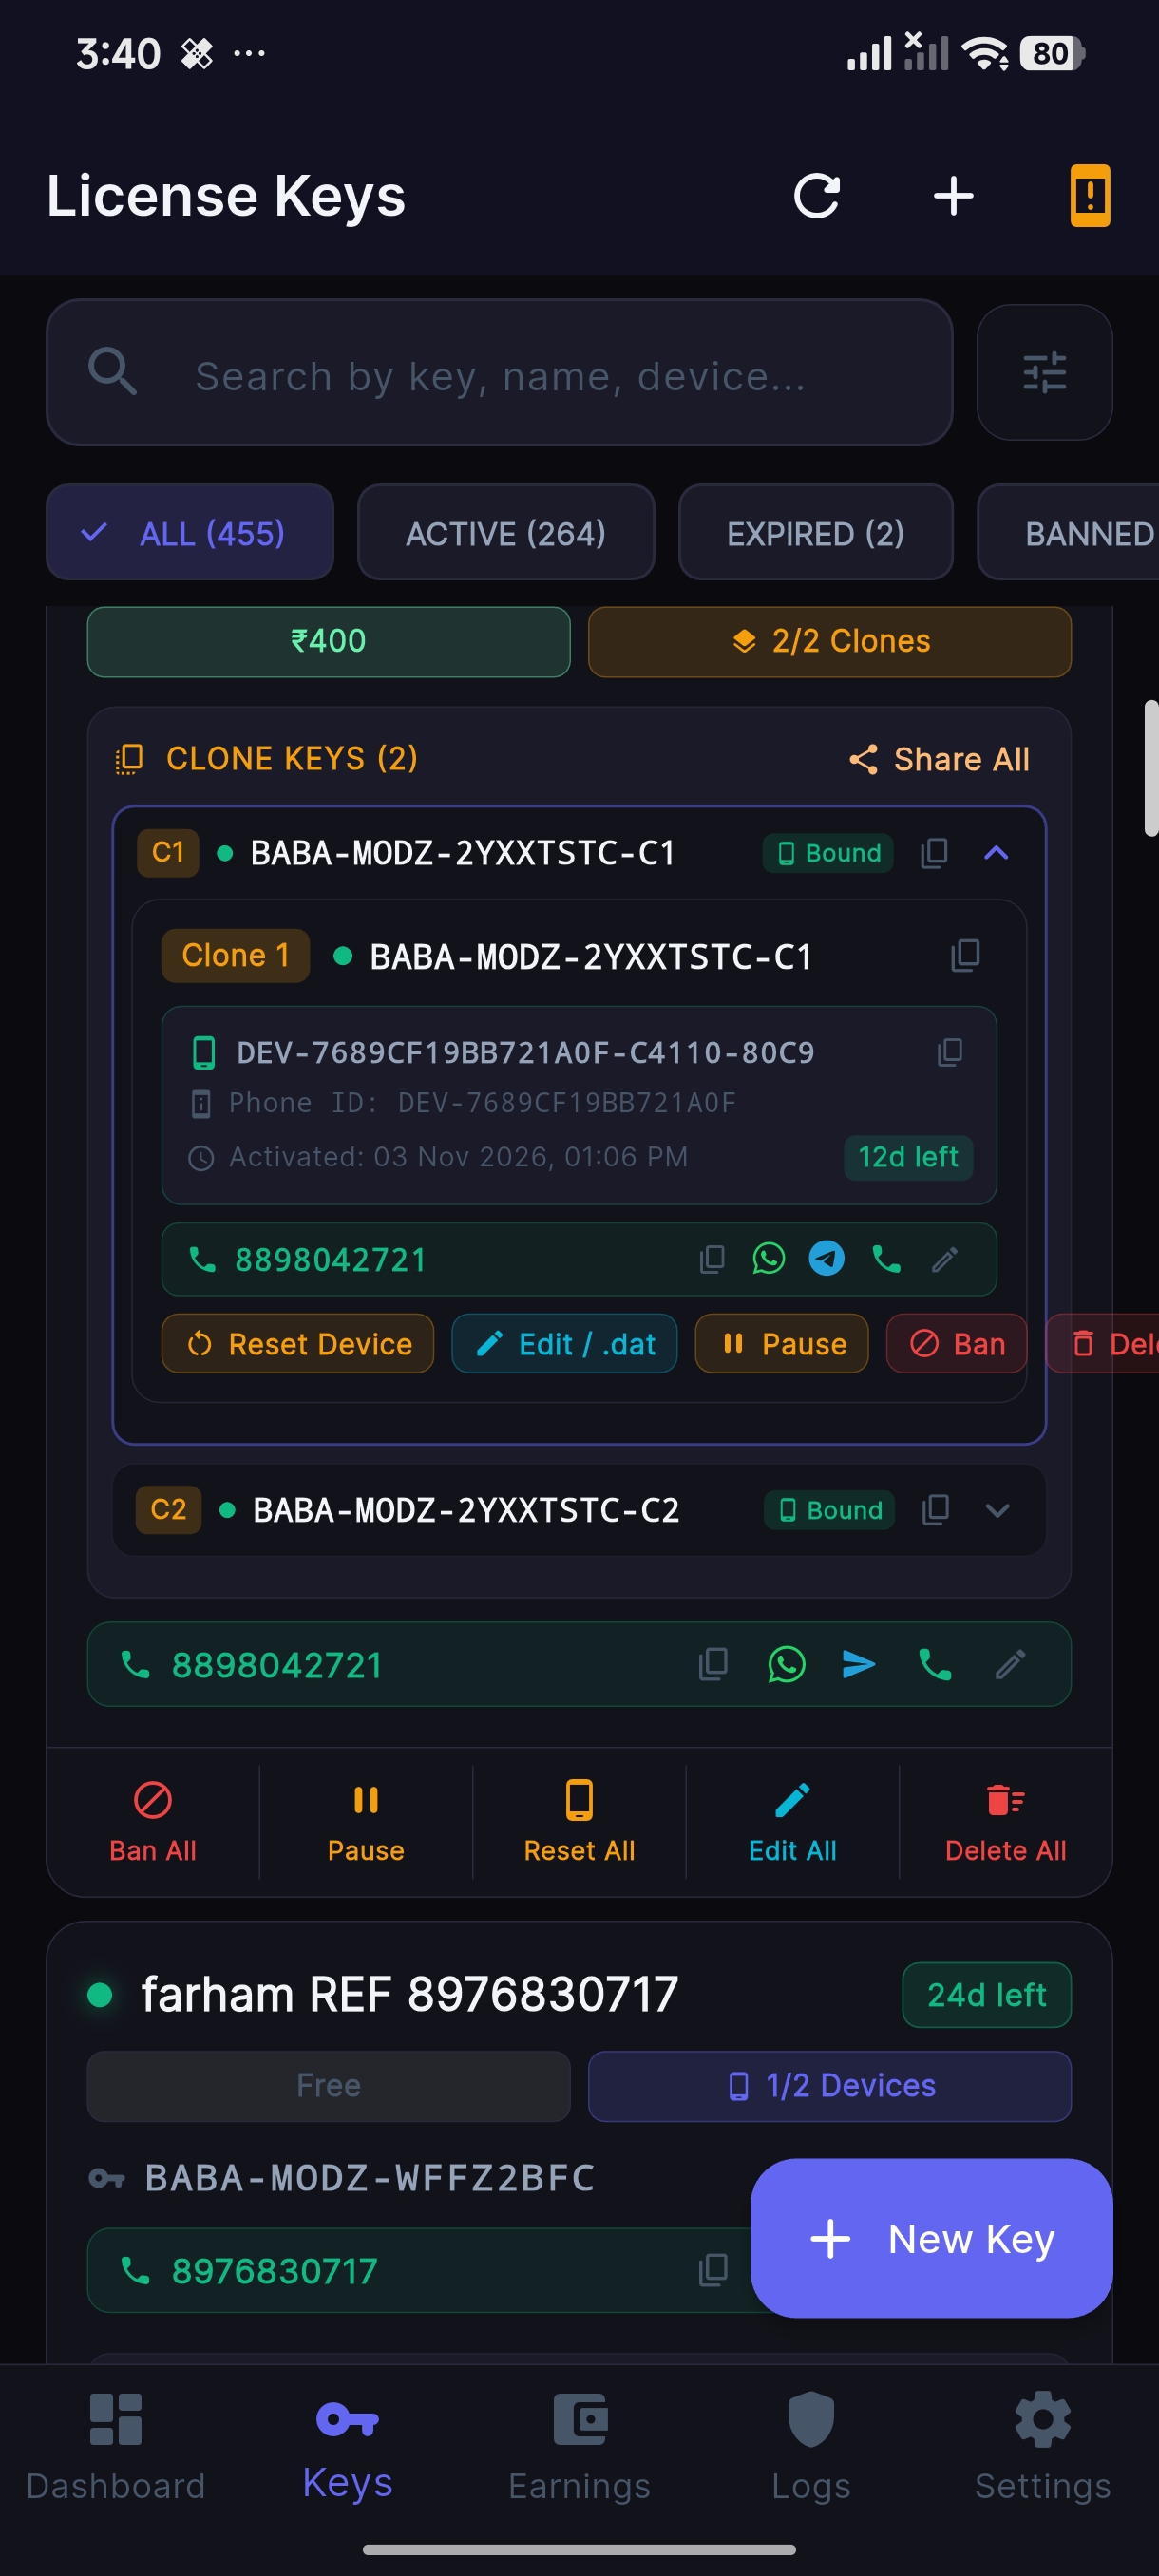 3:40
80
License Keys
Search by key, name, device...
ALL (455)
ACTIVE (264)
EXPIRED (2)
BANNED
₹400
2/2 Clones
CLONE KEYS (2)
Share All
C1
BABA-MODZ-2YXXTSTC-C1
Bound
Clone 1
BABA-MODZ-2YXXTSTC-C1
DEV-7689CF19BB721A0F-C4110-80C9
Phone ID: DEV-7689CF19BB721A0F
Activated: 03 Nov 2026, 01:06 PM
12d left
8898042721
Reset Device
Edit / .dat
Pause
Ban
C2
BABA-MODZ-2YXXTSTC-C2
Bound
8898042721
Ban All
Pause
Reset All
Edit All
Delete All
farham REF 8976830717
24d left
Free
1/2 Devices
BABA-MODZ-WFFZ2BFC
8976830717
New Key
Dashboard
Keys
Earnings
Logs
Settings